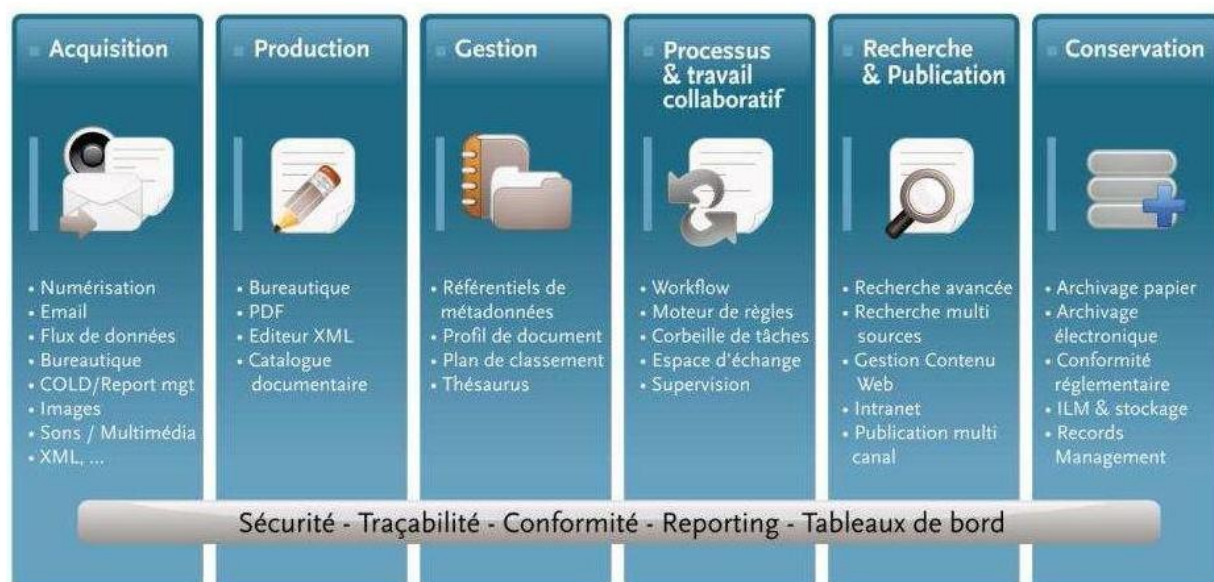 Acquisition
• Numérisation
• Email
• Flux de données
• Bureautique
• COLD/Report mgt
• Images
• Sons / Multimédia
• XML, ...
Production
• Bureautique
• PDF
• Editeur XML
• Catalogue
documentaire
Gestion
• Référentiels de
métadonnées
• Profil de document
• Plan de classement
• Thésaurus
Processus
& travail
collaboratif
• Workflow
• Moteur de règles
• Corbeille de tâches
• Espace d'échange
• Supervision
Recherche
& Publication
• Recherche avancée
• Recherche multi
sources
• Gestion Contenu
Web
• Intranet
• Publication multi
canal
Conservation
• Archivage papier
• Archivage
électronique
• Conformité
réglementaire
• ILM & stockage
• Records
Management
Sécurité - Traçabilité - Conformité - Reporting - Tableaux de bord